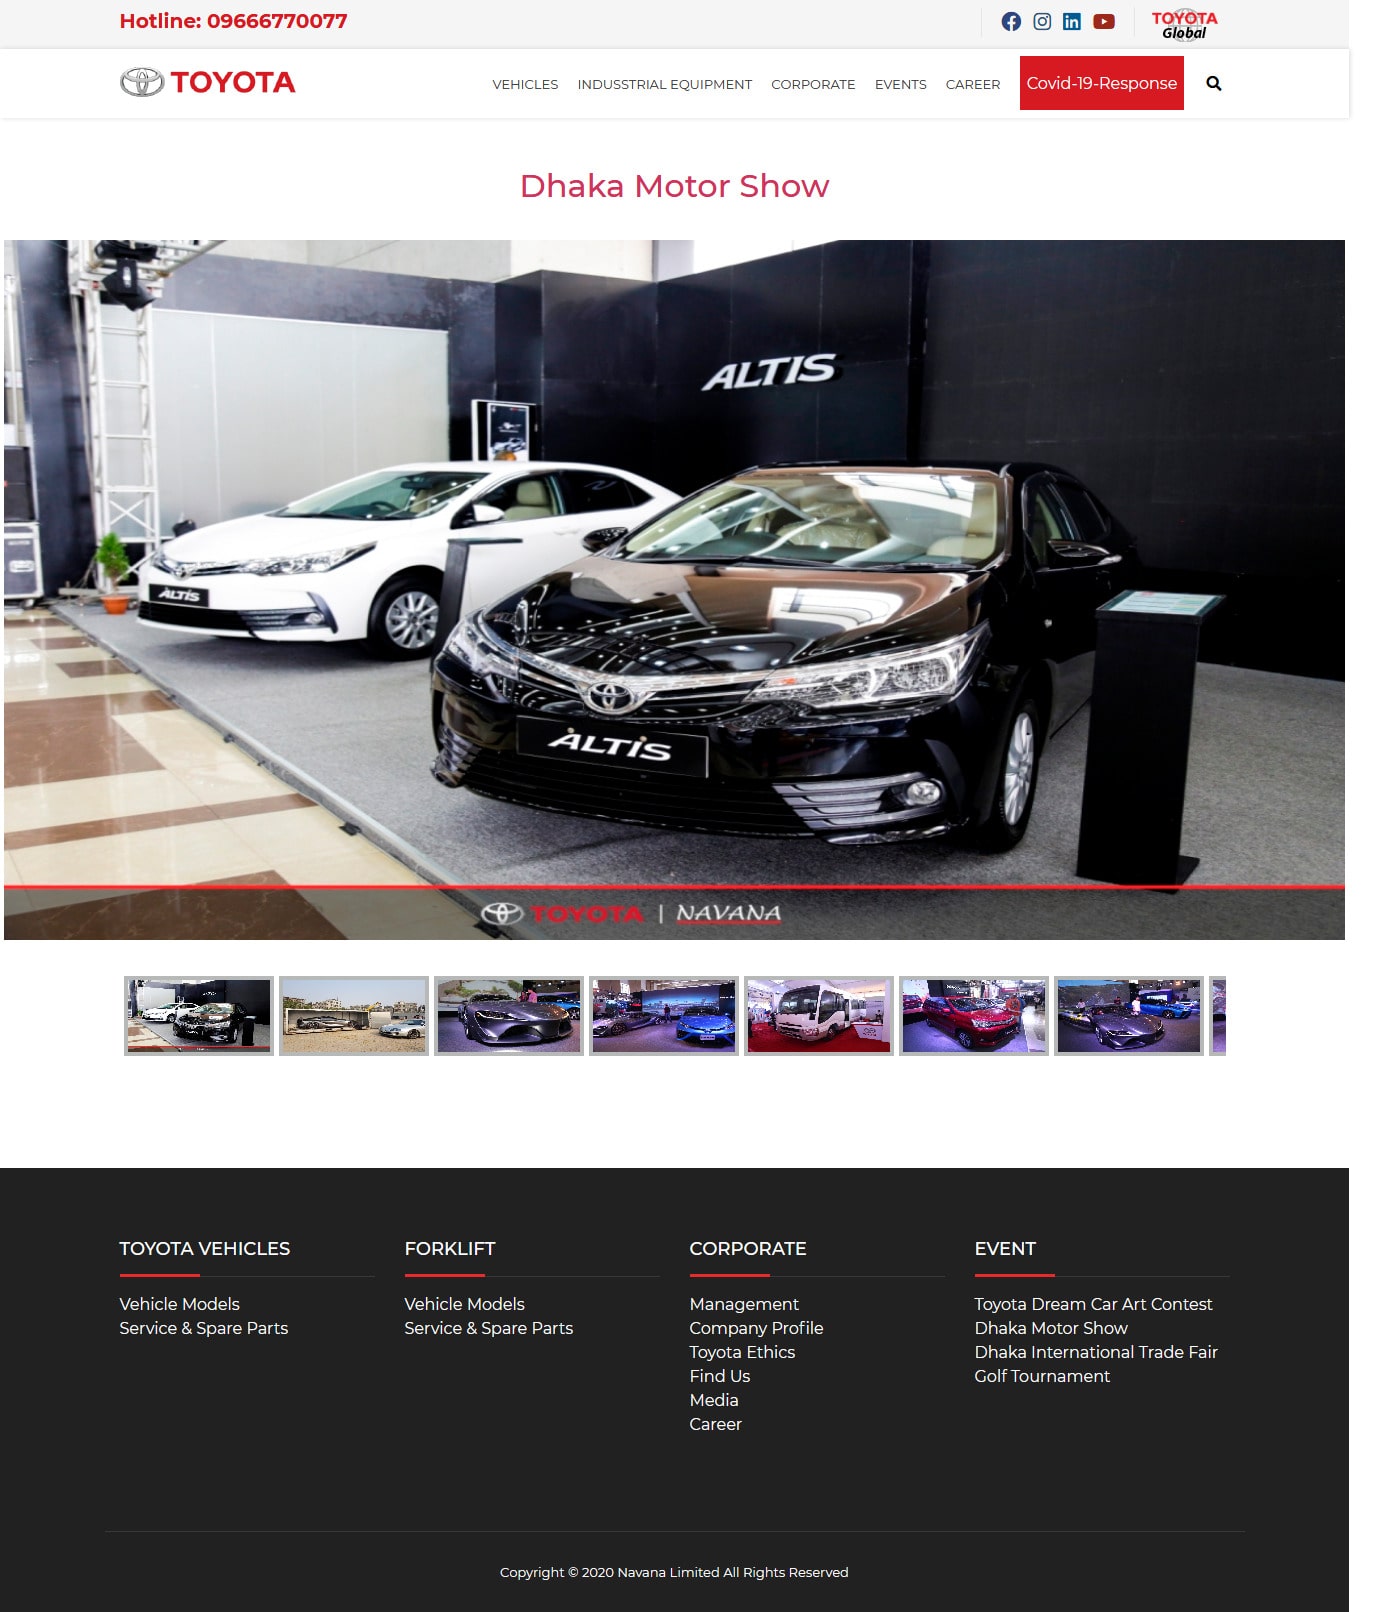 Hotline: 09666770077
TOYOTA
Global
TOYOTA
VEHICLES INDUSSTRIAL EQUIPMENT CORPORATE EVENTS CAREER Covid-19-Response
Dhaka Motor Show
ALTIS
ALTIS
ALTIS
TOYOTA | NAVANA
TOYOTA VEHICLES
Vehicle Models
Service & Spare Parts
FORKLIFT
Vehicle Models
Service & Spare Parts
CORPORATE
Management
Company Profile
Toyota Ethics
Find Us
Media
Career
EVENT
Toyota Dream Car Art Contest
Dhaka Motor Show
Dhaka International Trade Fair
Golf Tournament
Copyright © 2020 Navana Limited All Rights Reserved